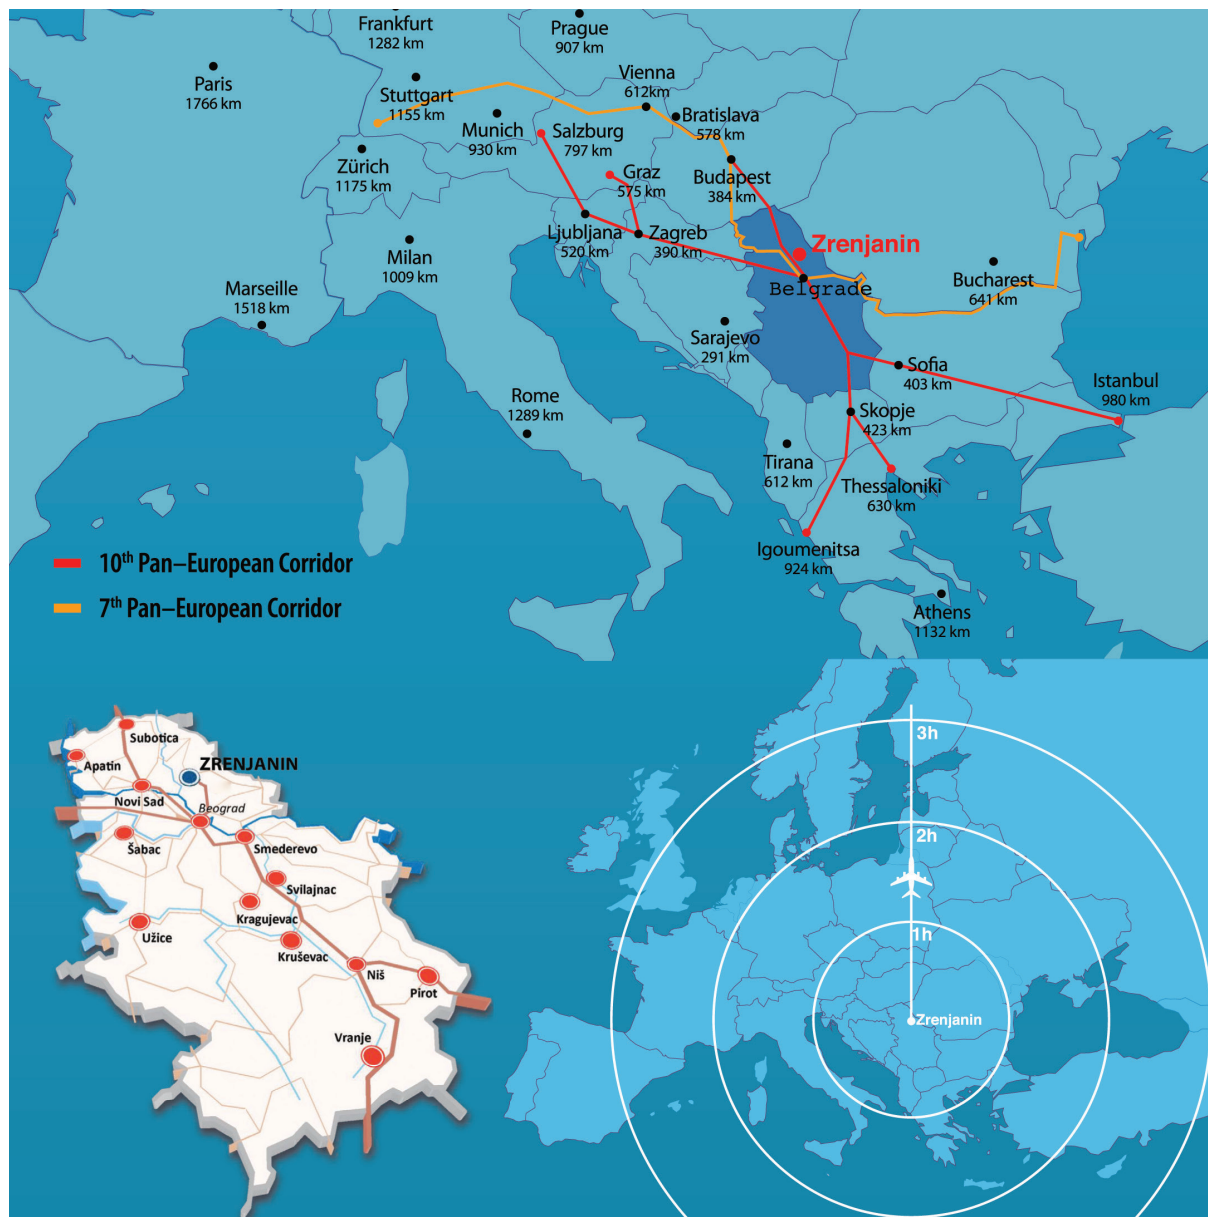 Frankfurt
1282 km
Prague
907 km
Paris
1766 km
Stuttgart
1155 km
Vienna
612km
Munich
930 km
Salzburg
797 km
Bratislava
578 km
Zürich
1175 km
Graz
575 km
Budapest
384 km
Ljubljana
520 km
Zagreb
390 km
Zrenjanin
Milan
1009 km
Belgrade
Bucharest
641 km
Marseille
1518 km
Sarajevo
291 km
Sofia
403 km
Istanbul
980 km
Rome
1289 km
Skopje
423 km
Tirana
612 km
Thessaloniki
630 km
Igoumenitsa
924 km
Athens
1132 km
10th Pan–European Corridor
7th Pan–European Corridor
Subotica
Apatin
ZRENJANIN
Novi Sad
Beograd
Šabac
Smederevo
Svilajnac
Kragujevac
Užice
Kruševac
Niš
Pirot
Vranje
3h
2h
1h
Zrenjanin